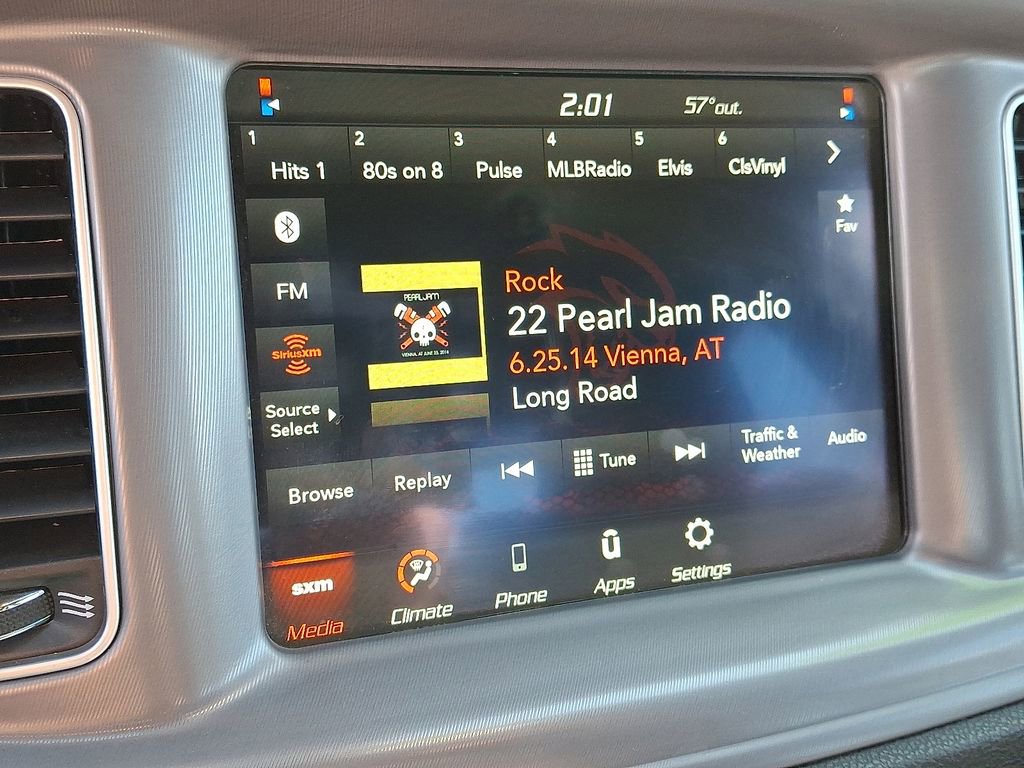 2:01 57°out.
1 2 3 4 5 6
Hits 1 80s on 8 Pulse MLBRadio Elvis ClsVinyl
Fav
FM
SiriusXM
Source
Select
PEARL JAM
Rock
22 Pearl Jam Radio
6.25.14 Vienna, AT
Long Road
Browse Replay Tune Traffic &
Weather Audio
sxm
Media Climate Phone Apps Settings